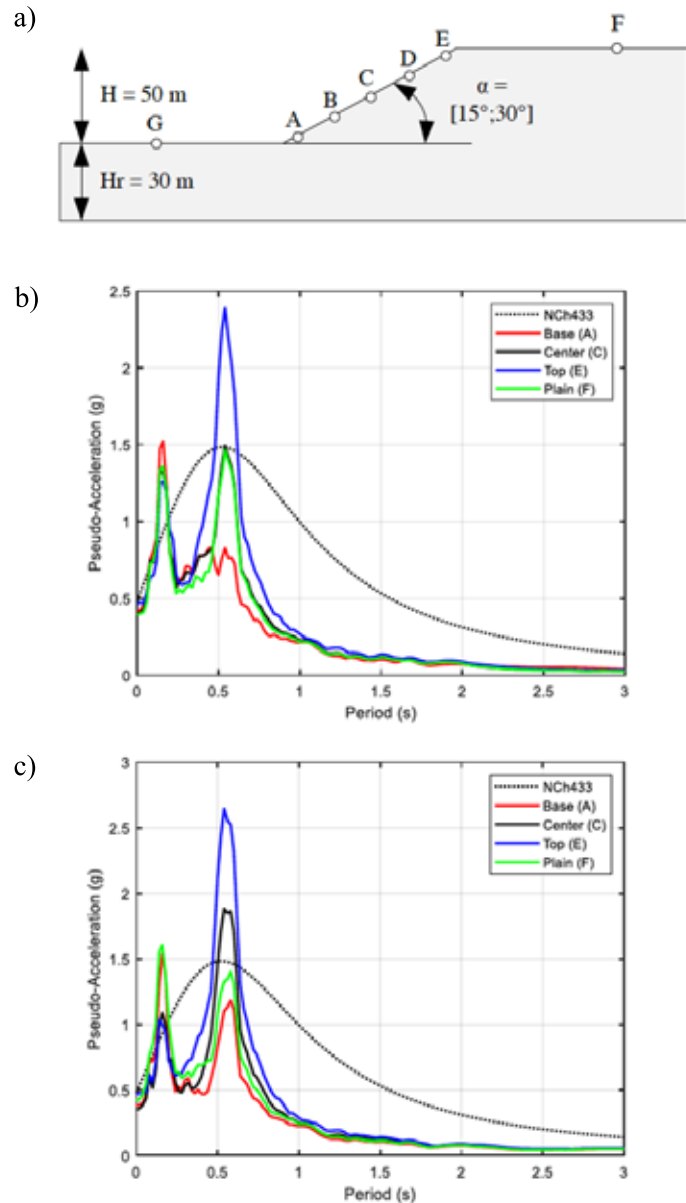 a)
F
E
D
C
B
A
G
H = 50 m
α =
[15°;30°]
Hr = 30 m
b)
2.5
2
1.5
1
0.5
0
Pseudo-Acceleration (g)
NCh433
Base (A)
Center (C)
Top (E)
Plain (F)
0 0.5 1 1.5 2 2.5 3
Period (s)
c)
3
2.5
2
1.5
1
0.5
0
Pseudo-Acceleration (g)
NCh433
Base (A)
Center (C)
Top (E)
Plain (F)
0 0.5 1 1.5 2 2.5 3
Period (s)